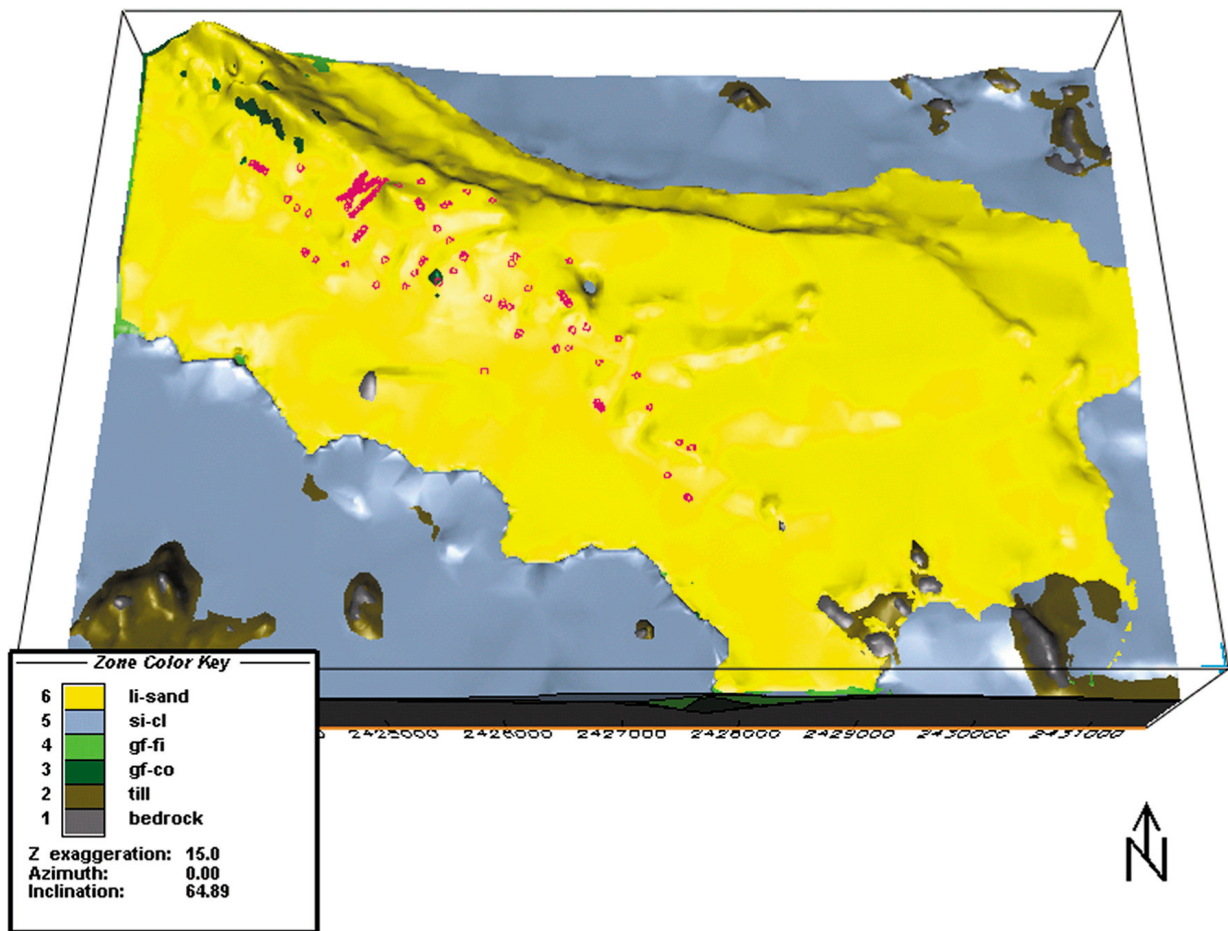 2425000 2426000 2427000 2428000 2429000 2430000 2431000
Zone Color Key
6 li-sand
5 si-cl
4 gf-fi
3 gf-co
2 till
1 bedrock
Z exaggeration: 15.0
Azimuth: 0.00
Inclination: 64.89
N